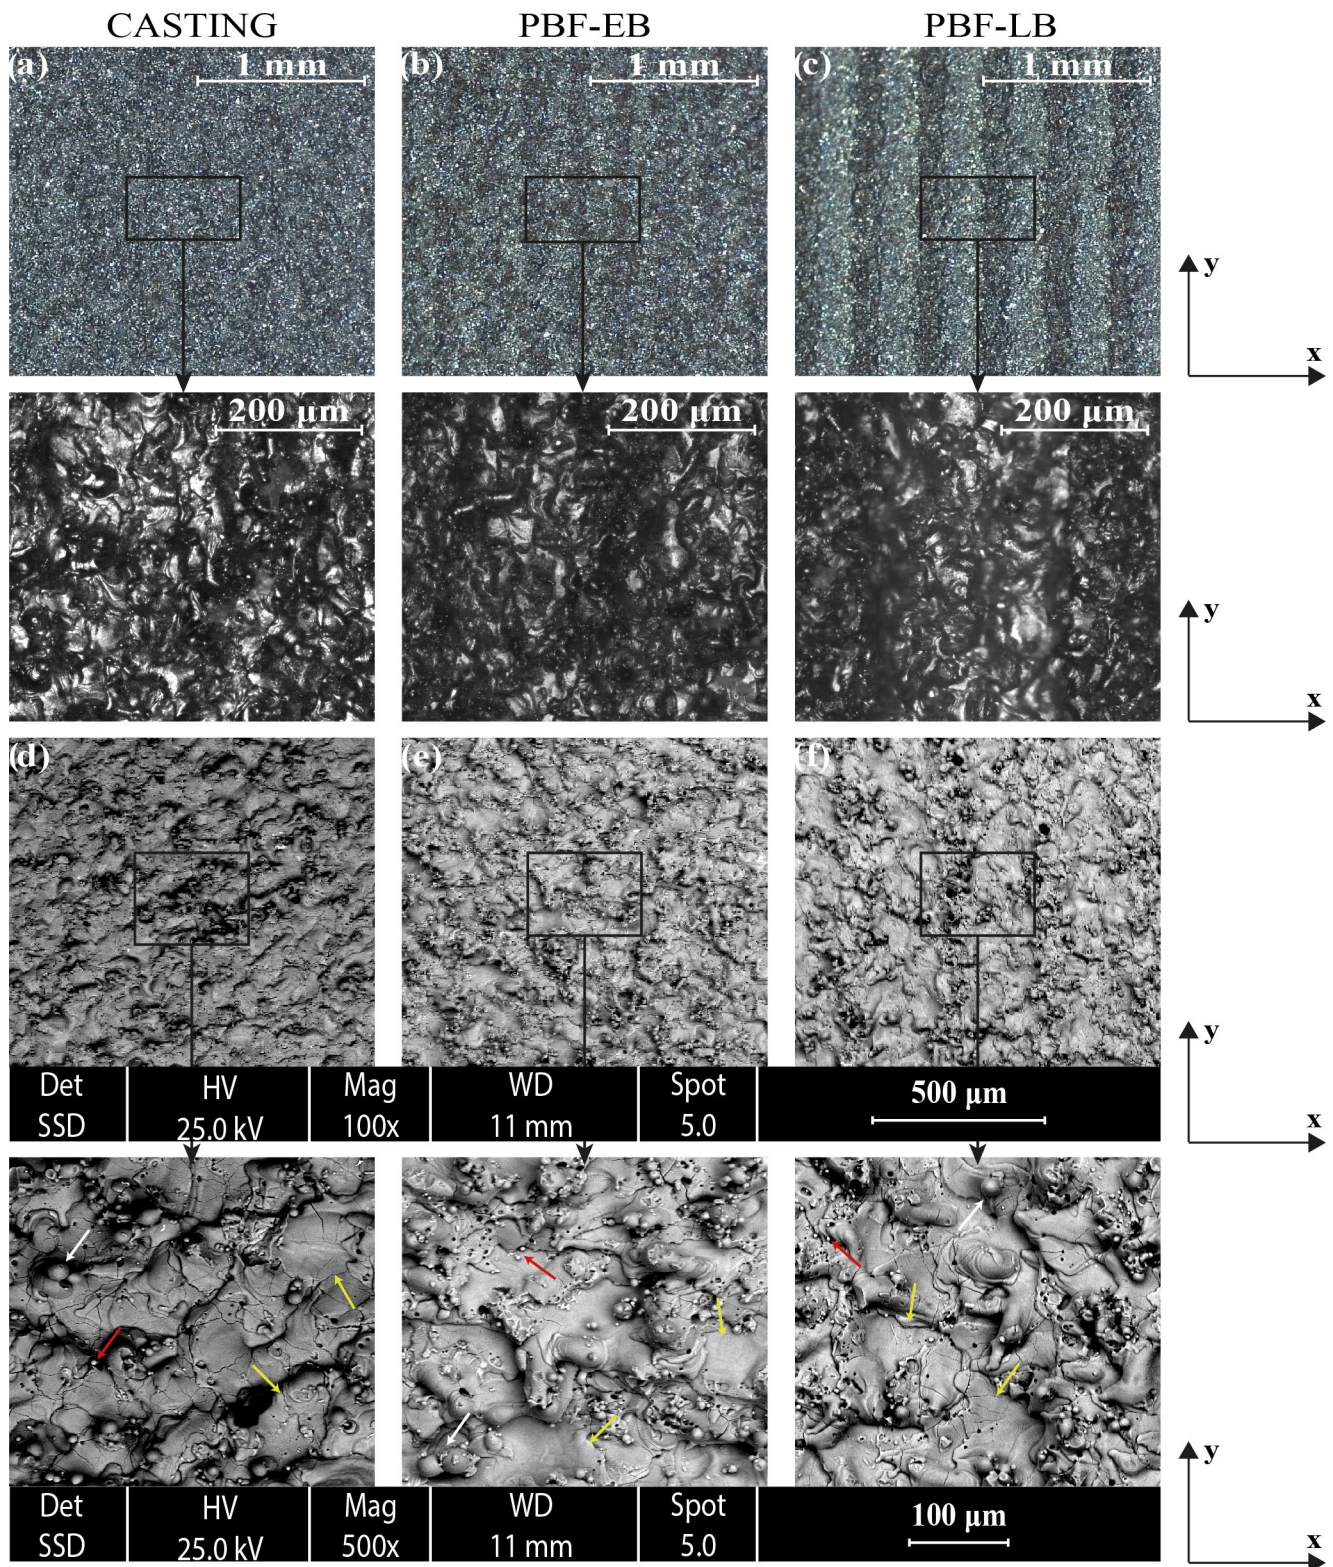 CASTING PBF-EB PBF-LB
(a) 1 mm (b) 1 mm (c) 1 mm
y
x
200 μm 200 μm 200 μm
y
x
(d) (e) (f)
y
Det HV Mag WD Spot 500 μm
SSD 25.0 kV 100x 11 mm 5.0
x
y
Det HV Mag WD Spot 100 μm
SSD 25.0 kV 500x 11 mm 5.0
x